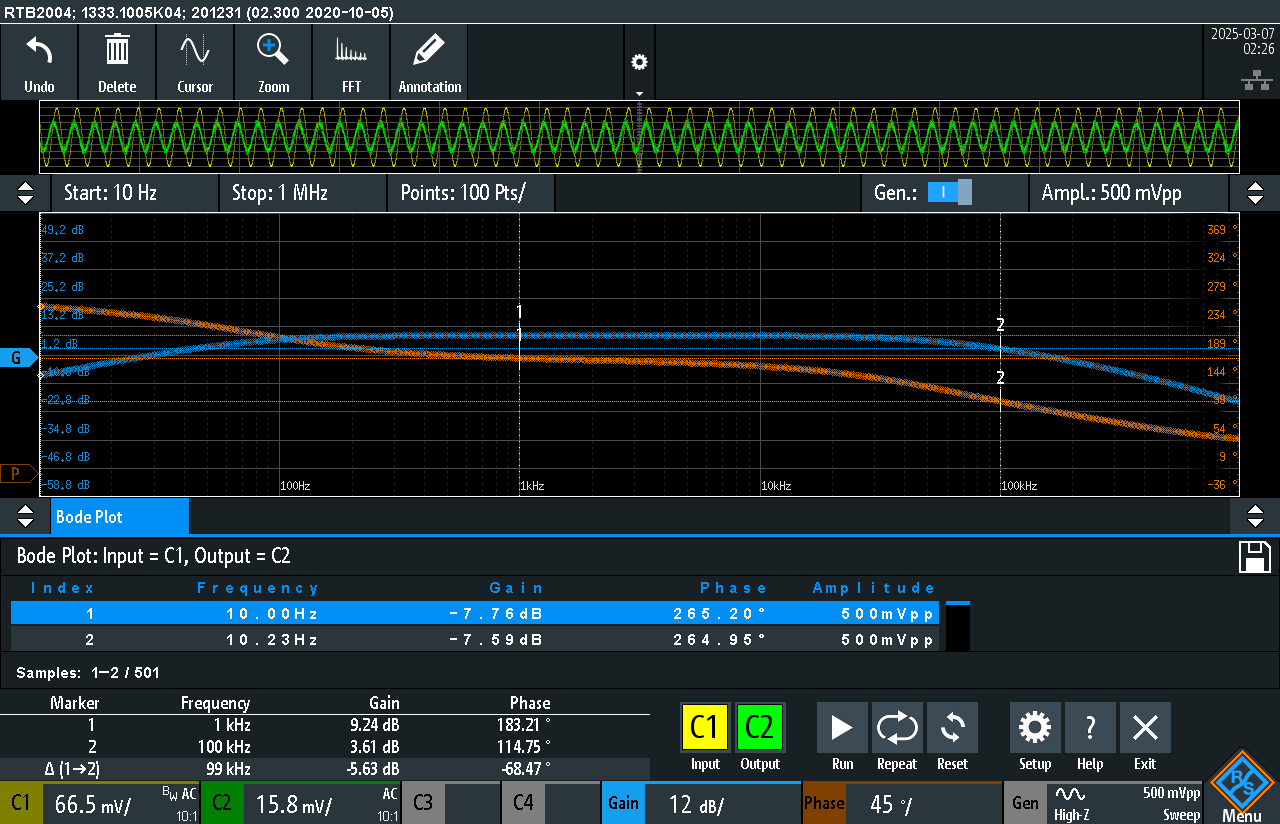 RTB2004; 1333.1005K04; 201231 (02.300 2020-10-05)
2025-03-07
02:26
Undo Delete Cursor Zoom FFT Annotation
Start: 10 Hz Stop: 1 MHz Points: 100 Pts/ Gen.: I Ampl.: 500 mVpp
49.2 dB 369 °
37.2 dB 324 °
25.2 dB 279 °
13.2 dB 234 °
1
2
1
1.2 dB 189 °
G
144 °
2
-22.8 dB 99 °
-34.8 dB 54 °
-46.8 dB 9 °
P
-58.8 dB 100Hz 1kHz 10kHz 100kHz -36 °
Bode Plot
Bode Plot: Input = C1, Output = C2
Index Frequency Gain Phase Amplitude
1 10.00Hz -7.76dB 265.20° 500mVpp
2 10.23Hz -7.59dB 264.95° 500mVpp
Samples: 1-2 / 501
Marker Frequency Gain Phase
1 1 kHz 9.24 dB 183.21 °
2 100 kHz 3.61 dB 114.75 °
Δ (1→2) 99 kHz -5.63 dB -68.47 °
C1 C2 ?
Input Output Run Repeat Reset Setup Help Exit
C1 66.5 mV/ BW AC 10:1 C2 15.8 mV/ AC 10:1 C3 C4 Gain 12 dB/ Phase 45 °/ Gen High-Z 500 mVpp Sweep R&S Menu